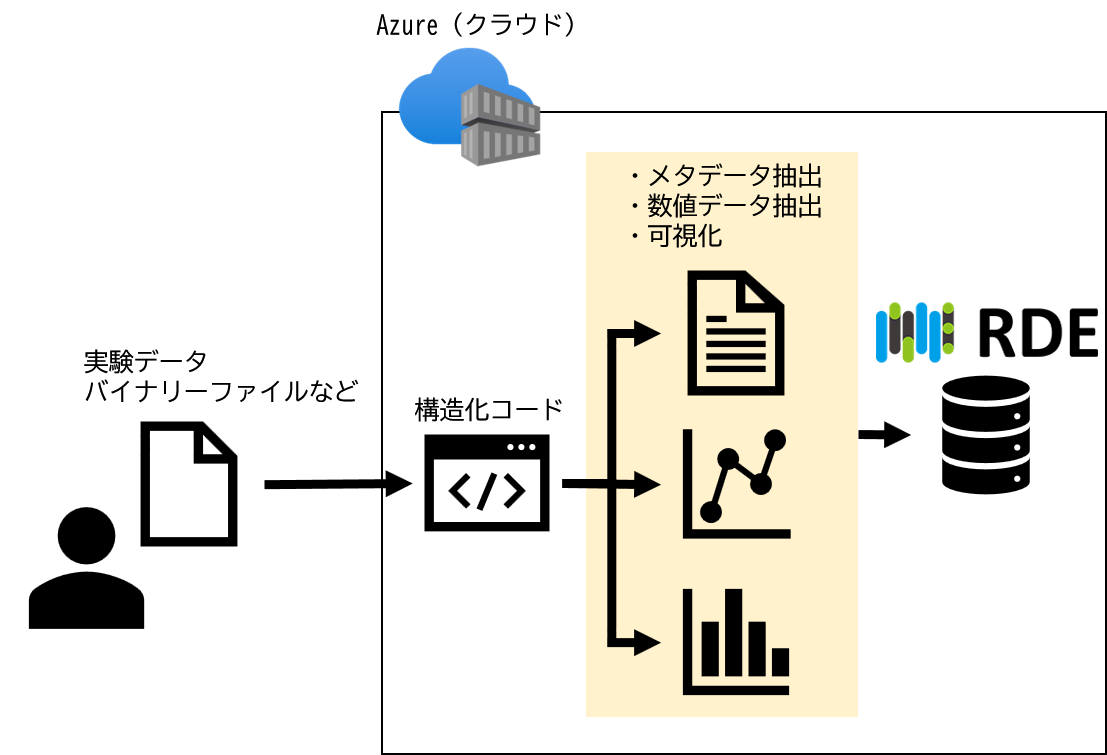 Azure（クラウド）
・メタデータ抽出
・数値データ抽出
・可視化
RDE
実験データ
バイナリーファイルなど
構造化コード
</>